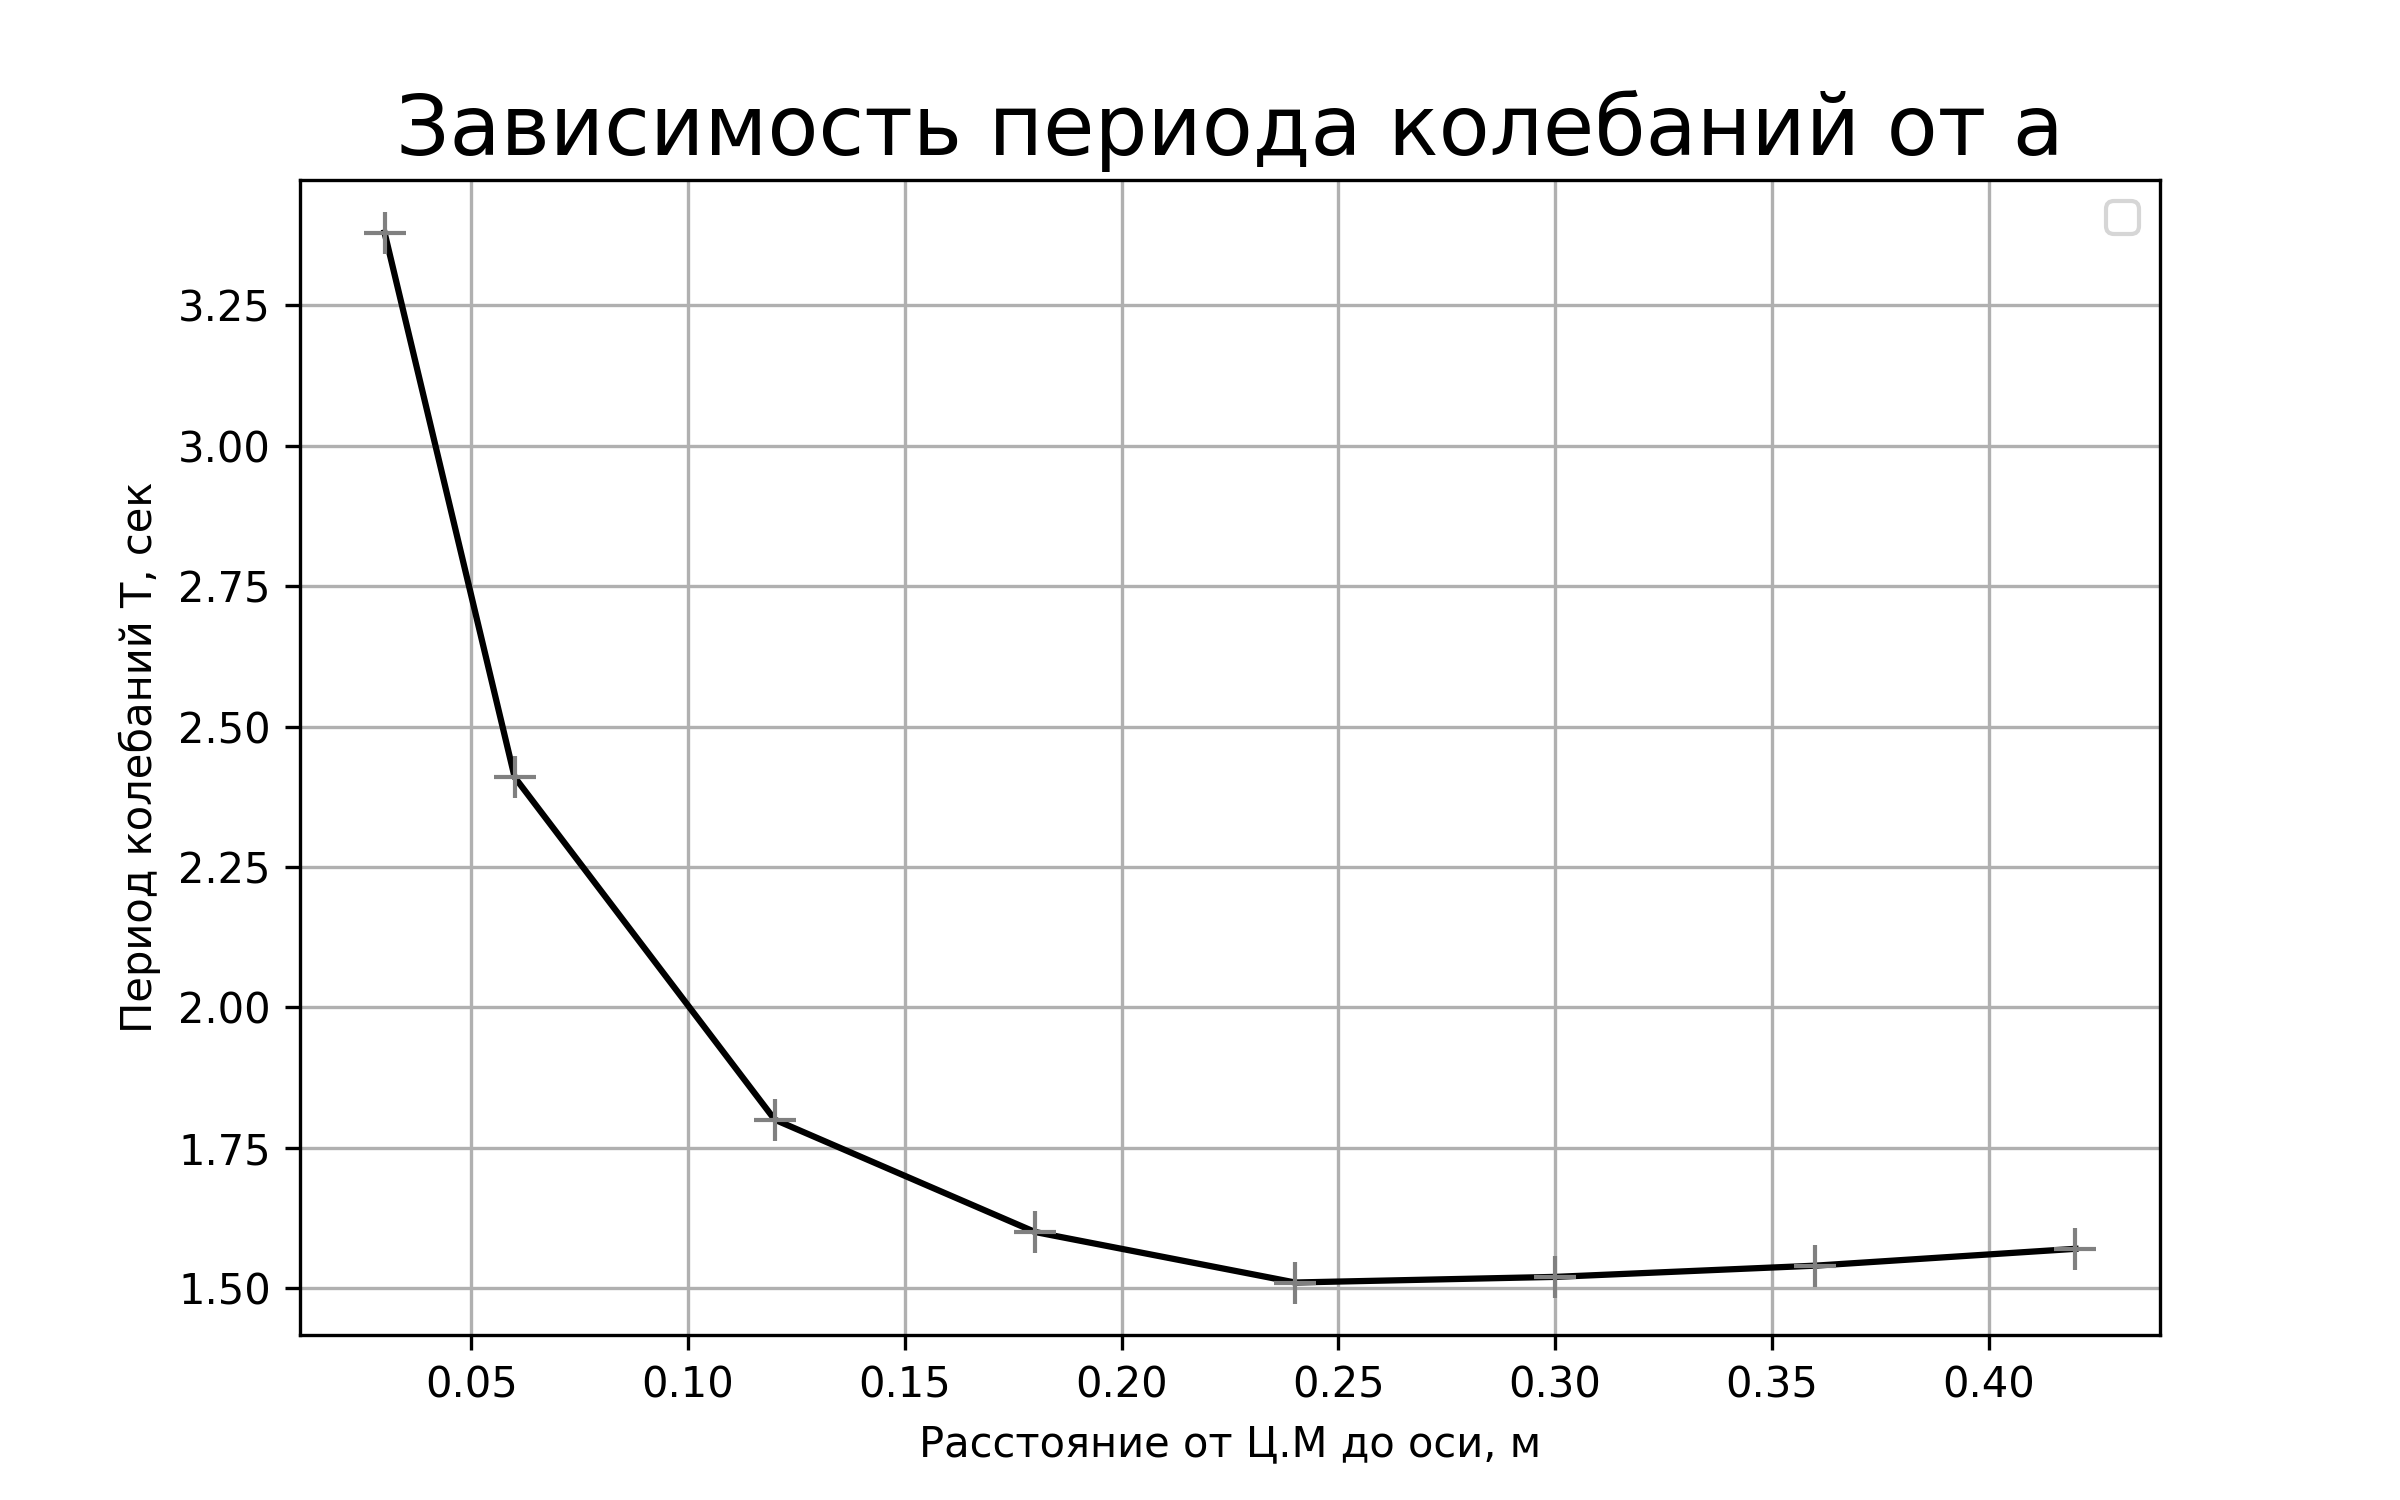 Зависимость периода колебаний от a
Период колебаний Т, сек
3.25
3.00
2.75
2.50
2.25
2.00
1.75
1.50
0.05 0.10 0.15 0.20 0.25 0.30 0.35 0.40
Расстояние от Ц.М до оси, м